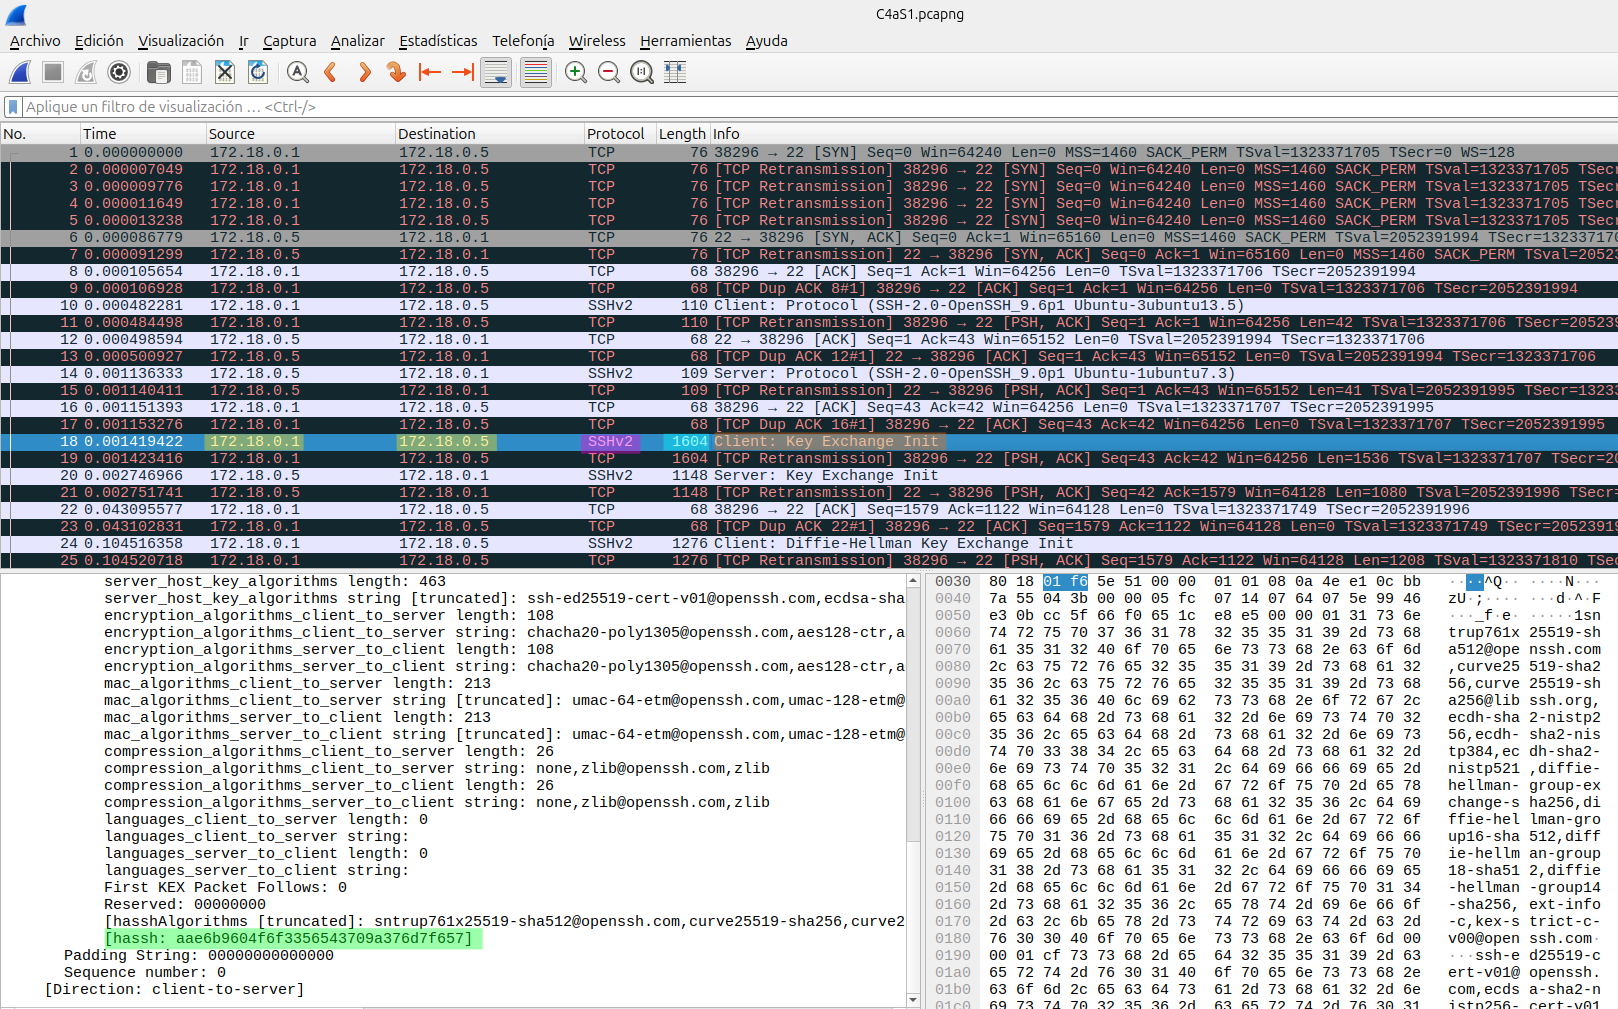 C4aS1.pcapng
Archivo Edición Visualización Ir Captura Analizar Estadísticas Telefonía Wireless Herramientas Ayuda
Aplique un filtro de visualización … <Ctrl-/>
No. Time Source Destination Protocol Length Info
1 0.000000000 172.18.0.1 172.18.0.5 TCP 76 38296 → 22 [SYN] Seq=0 Win=64240 Len=0 MSS=1460 SACK_PERM TSval=1323371705 TSecr=0 WS=128
2 0.000007049 172.18.0.1 172.18.0.5 TCP 76 [TCP Retransmission] 38296 → 22 [SYN] Seq=0 Win=64240 Len=0 MSS=1460 SACK_PERM TSval=1323371705 TSec
3 0.000009776 172.18.0.1 172.18.0.5 TCP 76 [TCP Retransmission] 38296 → 22 [SYN] Seq=0 Win=64240 Len=0 MSS=1460 SACK_PERM TSval=1323371705 TSec
4 0.000011649 172.18.0.1 172.18.0.5 TCP 76 [TCP Retransmission] 38296 → 22 [SYN] Seq=0 Win=64240 Len=0 MSS=1460 SACK_PERM TSval=1323371705 TSec
5 0.000013238 172.18.0.1 172.18.0.5 TCP 76 [TCP Retransmission] 38296 → 22 [SYN] Seq=0 Win=64240 Len=0 MSS=1460 SACK_PERM TSval=1323371705 TSec
6 0.000086779 172.18.0.5 172.18.0.1 TCP 76 22 → 38296 [SYN, ACK] Seq=0 Ack=1 Win=65160 Len=0 MSS=1460 SACK_PERM TSval=2052391994 TSecr=13233717
7 0.000091299 172.18.0.5 172.18.0.1 TCP 76 [TCP Retransmission] 22 → 38296 [SYN, ACK] Seq=0 Ack=1 Win=65160 Len=0 MSS=1460 SACK_PERM TSval=20523
8 0.000105654 172.18.0.1 172.18.0.5 TCP 68 38296 → 22 [ACK] Seq=1 Ack=1 Win=64256 Len=0 TSval=1323371706 TSecr=2052391994
9 0.000106928 172.18.0.1 172.18.0.5 TCP 68 [TCP Dup ACK 8#1] 38296 → 22 [ACK] Seq=1 Ack=1 Win=64256 Len=0 TSval=1323371706 TSecr=2052391994
10 0.000482281 172.18.0.1 172.18.0.5 SSHv2 110 Client: Protocol (SSH-2.0-OpenSSH_9.6p1 Ubuntu-3ubuntu13.5)
11 0.000484498 172.18.0.1 172.18.0.5 TCP 110 [TCP Retransmission] 38296 → 22 [PSH, ACK] Seq=1 Ack=1 Win=64256 Len=42 TSval=1323371706 TSecr=205239
12 0.000498594 172.18.0.5 172.18.0.1 TCP 68 22 → 38296 [ACK] Seq=1 Ack=43 Win=65152 Len=0 TSval=2052391994 TSecr=1323371706
13 0.000500927 172.18.0.5 172.18.0.1 TCP 68 [TCP Dup ACK 12#1] 22 → 38296 [ACK] Seq=1 Ack=43 Win=65152 Len=0 TSval=2052391994 TSecr=1323371706
14 0.001136333 172.18.0.5 172.18.0.1 SSHv2 109 Server: Protocol (SSH-2.0-OpenSSH_9.0p1 Ubuntu-1ubuntu7.3)
15 0.001140411 172.18.0.5 172.18.0.1 TCP 109 [TCP Retransmission] 22 → 38296 [PSH, ACK] Seq=1 Ack=43 Win=65152 Len=41 TSval=2052391995 TSecr=13233
16 0.001151393 172.18.0.1 172.18.0.5 TCP 68 38296 → 22 [ACK] Seq=43 Ack=42 Win=64256 Len=0 TSval=1323371707 TSecr=2052391995
17 0.001153276 172.18.0.1 172.18.0.5 TCP 68 [TCP Dup ACK 16#1] 38296 → 22 [ACK] Seq=43 Ack=42 Win=64256 Len=0 TSval=1323371707 TSecr=2052391995
18 0.001419422 172.18.0.1 172.18.0.5 SSHv2 1604 Client: Key Exchange Init
19 0.001423416 172.18.0.1 172.18.0.5 TCP 1604 [TCP Retransmission] 38296 → 22 [PSH, ACK] Seq=43 Ack=42 Win=64256 Len=1536 TSval=1323371707 TSecr=20
20 0.002746966 172.18.0.5 172.18.0.1 SSHv2 1148 Server: Key Exchange Init
21 0.002751741 172.18.0.5 172.18.0.1 TCP 1148 [TCP Retransmission] 22 → 38296 [PSH, ACK] Seq=42 Ack=1579 Win=64128 Len=1080 TSval=2052391996 TSecr=
22 0.043095577 172.18.0.1 172.18.0.5 TCP 68 38296 → 22 [ACK] Seq=1579 Ack=1122 Win=64128 Len=0 TSval=1323371749 TSecr=2052391996
23 0.043102831 172.18.0.1 172.18.0.5 TCP 68 [TCP Dup ACK 22#1] 38296 → 22 [ACK] Seq=1579 Ack=1122 Win=64128 Len=0 TSval=1323371749 TSecr=2052391
24 0.104516358 172.18.0.1 172.18.0.5 SSHv2 1276 Client: Diffie-Hellman Key Exchange Init
25 0.104520718 172.18.0.1 172.18.0.5 TCP 1276 [TCP Retransmission] 38296 → 22 [PSH, ACK] Seq=1579 Ack=1122 Win=64128 Len=1208 TSval=1323371810 TSec
server_host_key_algorithms length: 463
server_host_key_algorithms string [truncated]: ssh-ed25519-cert-v01@openssh.com,ecdsa-sha
encryption_algorithms_client_to_server length: 108
encryption_algorithms_client_to_server string: chacha20-poly1305@openssh.com,aes128-ctr,a
encryption_algorithms_server_to_client length: 108
encryption_algorithms_server_to_client string: chacha20-poly1305@openssh.com,aes128-ctr,a
mac_algorithms_client_to_server length: 213
mac_algorithms_client_to_server string [truncated]: umac-64-etm@openssh.com,umac-128-etm@
mac_algorithms_server_to_client length: 213
mac_algorithms_server_to_client string [truncated]: umac-64-etm@openssh.com,umac-128-etm@
compression_algorithms_client_to_server length: 26
compression_algorithms_client_to_server string: none,zlib@openssh.com,zlib
compression_algorithms_server_to_client length: 26
compression_algorithms_server_to_client string: none,zlib@openssh.com,zlib
languages_client_to_server length: 0
languages_client_to_server string:
languages_server_to_client length: 0
languages_server_to_client string:
First KEX Packet Follows: 0
Reserved: 00000000
[hasshAlgorithms [truncated]: sntrup761x25519-sha512@openssh.com,curve25519-sha256,curve2
[hassh: aae6b9604f6f3356543709a376d7f657]
Padding String: 00000000000000
Sequence number: 0
[Direction: client-to-server]
0030 80 18 01 f6 5e 51 00 00 01 01 08 0a 4e e1 0c bb ····^Q·· ····N···
0040 7a 55 04 3b 00 00 05 fc 07 14 07 64 07 5e 99 46 zU·;···· ···d·^·F
0050 e3 0b cc 5f 66 f0 65 1c e8 e5 00 00 01 31 73 6e ···_f·e· ·····1sn
0060 74 72 75 70 37 36 31 78 32 35 35 31 39 2d 73 68 trup761x 25519-sh
0070 61 35 31 32 40 6f 70 65 6e 73 73 68 2e 63 6f 6d a512@ope nssh.com
0080 2c 63 75 72 76 65 32 35 35 31 39 2d 73 68 61 32 ,curve25 519-sha2
0090 35 36 2c 63 75 72 76 65 32 35 35 31 39 2d 73 68 56,curve 25519-sh
00a0 61 32 35 36 40 6c 69 62 73 73 68 2e 6f 72 67 2c a256@lib ssh.org,
00b0 65 63 64 68 2d 73 68 61 32 2d 6e 69 73 74 70 32 ecdh-sha 2-nistp2
00c0 35 36 2c 65 63 64 68 2d 73 68 61 32 2d 6e 69 73 56,ecdh- sha2-nis
00d0 74 70 33 38 34 2c 65 63 64 68 2d 73 68 61 32 2d tp384,ec dh-sha2-
00e0 6e 69 73 74 70 35 32 31 2c 64 69 66 66 69 65 2d nistp521 ,diffie-
00f0 68 65 6c 6c 6d 61 6e 2d 67 72 6f 75 70 2d 65 78 hellman- group-ex
0100 63 68 61 6e 67 65 2d 73 68 61 32 35 36 2c 64 69 change-s ha256,di
0110 66 66 69 65 2d 68 65 6c 6c 6d 61 6e 2d 67 72 6f ffie-hel lman-gro
0120 75 70 31 36 2d 73 68 61 35 31 32 2c 64 69 66 66 up16-sha 512,diff
0130 69 65 2d 68 65 6c 6c 6d 61 6e 2d 67 72 6f 75 70 ie-hellm an-group
0140 31 38 2d 73 68 61 35 31 32 2c 64 69 66 66 69 65 18-sha51 2,diffie
0150 2d 68 65 6c 6c 6d 61 6e 2d 67 72 6f 75 70 31 34 -hellman -group14
0160 2d 73 68 61 32 35 36 2c 65 78 74 2d 69 6e 66 6f -sha256, ext-info
0170 2d 63 2c 6b 65 78 2d 73 74 72 69 63 74 2d 63 2d -c,kex-s trict-c-
0180 76 30 30 40 6f 70 65 6e 73 73 68 2e 63 6f 6d 00 v00@open ssh.com·
0190 00 01 cf 73 73 68 2d 65 64 32 35 35 31 39 2d 63 ···ssh-e d25519-c
01a0 65 72 74 2d 76 30 31 40 6f 70 65 6e 73 73 68 2e ert-v01@ openssh.
01b0 63 6f 6d 2c 65 63 64 73 61 2d 73 68 61 32 2d 6e com,ecds a-sha2-n
01c0 69 73 74 70 32 35 36 2d 63 65 72 74 2d 76 30 31 istp256- cert-v01